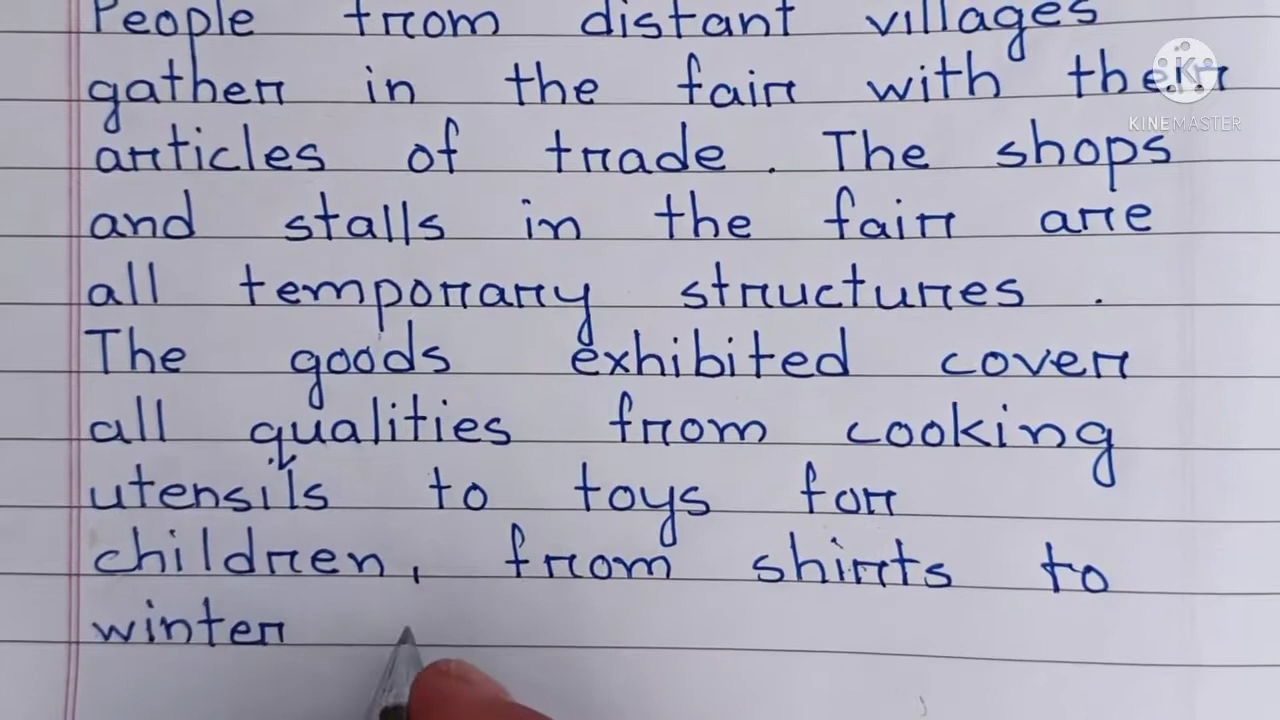 People from distant villages
gather in the fair with their
articles of trade. The shops
and stalls in the fair are
all temporary structures.
The goods exhibited cover
all qualities from cooking
utensils to toys for
children, from shirts to
winter
KINEMASTER